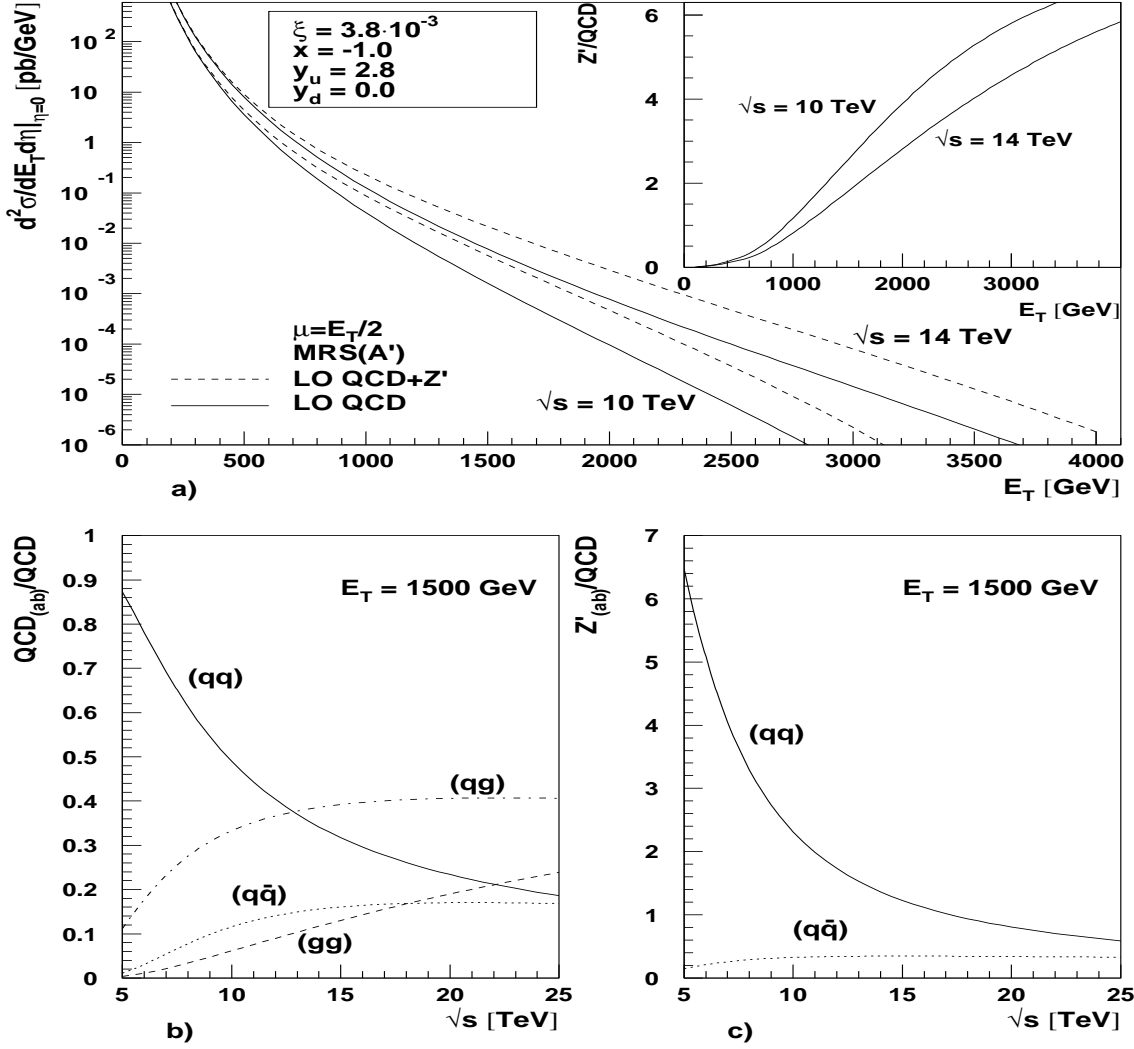 d²σ/dE_T dη|_η=0 [pb/GeV]
10²
10
1
10⁻¹
10⁻²
10⁻³
10⁻⁴
10⁻⁵
10⁻⁶
ξ = 3.8·10⁻³
x = -1.0
y_u = 2.8
y_d = 0.0
μ=E_T/2
MRS(A')
LO QCD+Z'
LO QCD
√s = 10 TeV
√s = 14 TeV
0 500 1000 1500 2000 2500 3000 3500 4000
a)
E_T [GeV]
Z'/QCD
6
4
2
0
√s = 10 TeV
√s = 14 TeV
0 1000 2000 3000
E_T [GeV]
QCD_(ab)/QCD
1
0.9
0.8
0.7
0.6
0.5
0.4
0.3
0.2
0.1
0
E_T = 1500 GeV
(qq)
(qg)
(qq̄)
(gg)
5 10 15 20 25
b)
√s [TeV]
Z'_(ab)/QCD
7
6
5
4
3
2
1
0
E_T = 1500 GeV
(qq)
(qq̄)
5 10 15 20 25
c)
√s [TeV]